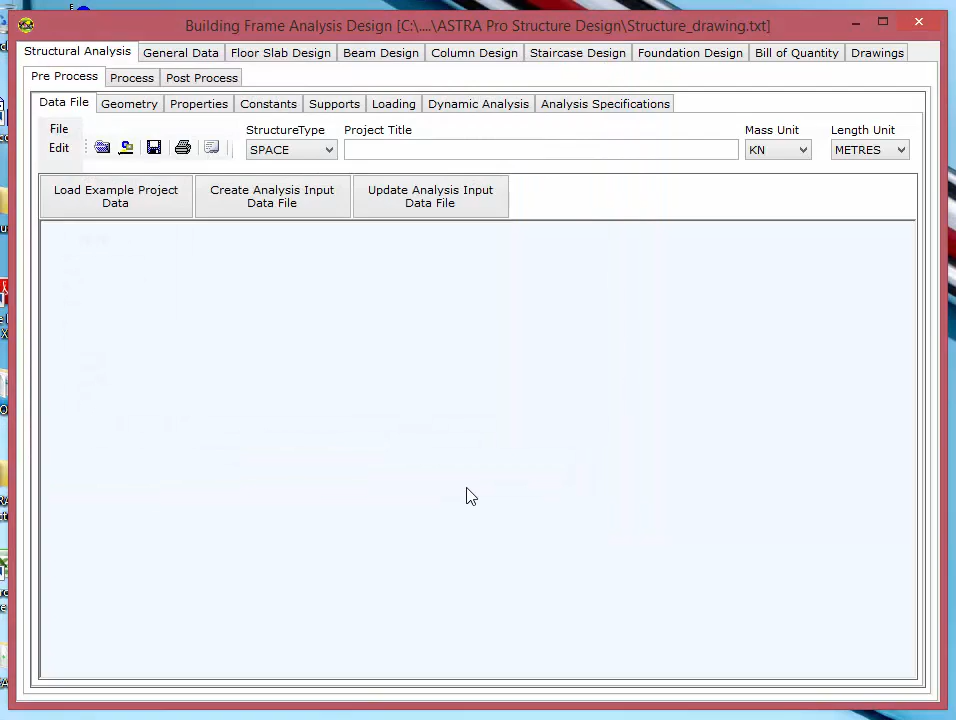 Building Frame Analysis Design [C:\....\ASTRA Pro Structure Design\Structure_drawing.txt]
Structural Analysis General Data Floor Slab Design Beam Design Column Design Staircase Design Foundation Design Bill of Quantity Drawings
Pre Process Process Post Process
Data File Geometry Properties Constants Supports Loading Dynamic Analysis Analysis Specifications
File StructureType Project Title Mass Unit Length Unit
Edit SPACE KN METRES
Load Example Project Create Analysis Input Update Analysis Input
Data Data File Data File